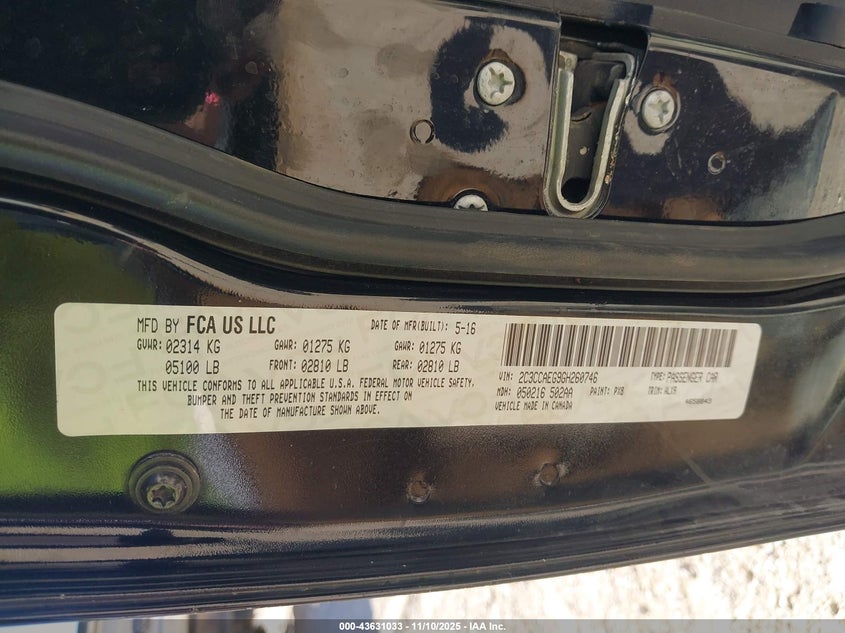 MFD BY FCA US LLC DATE OF MFR(BUILT): 5-16
GVWR: 02314 KG GAWR: 01275 KG GAWR: 01275 KG
05100 LB FRONT: 02810 LB REAR: 02810 LB
THIS VEHICLE CONFORMS TO ALL APPLICABLE U.S.A. FEDERAL MOTOR VEHICLE SAFETY,
BUMPER AND THEFT PREVENTION STANDARDS IN EFFECT ON
THE DATE OF MANUFACTURE SHOWN ABOVE.
VIN: 2C3CCAEG9GH260746 TYPE: PASSENGER CAR
MDH: 050216 502AA PAINT: PX8 TRIM: ALX9
VEHICLE MADE IN CANADA 46580043
000-43631033 — 11/10/2025 — IAA Inc.